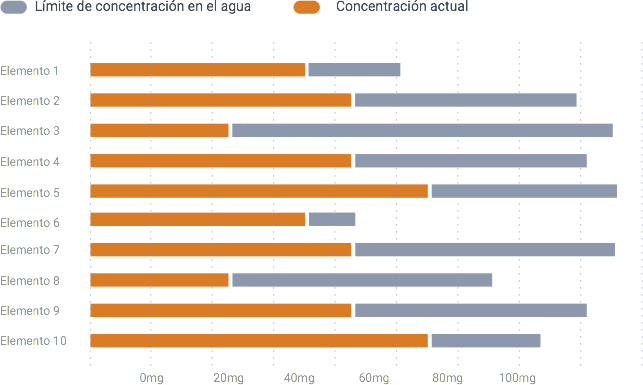 Límite de concentración en el agua
Concentración actual
Elemento 1
Elemento 2
Elemento 3
Elemento 4
Elemento 5
Elemento 6
Elemento 7
Elemento 8
Elemento 9
Elemento 10
0mg 20mg 40mg 60mg 80mg 100mg